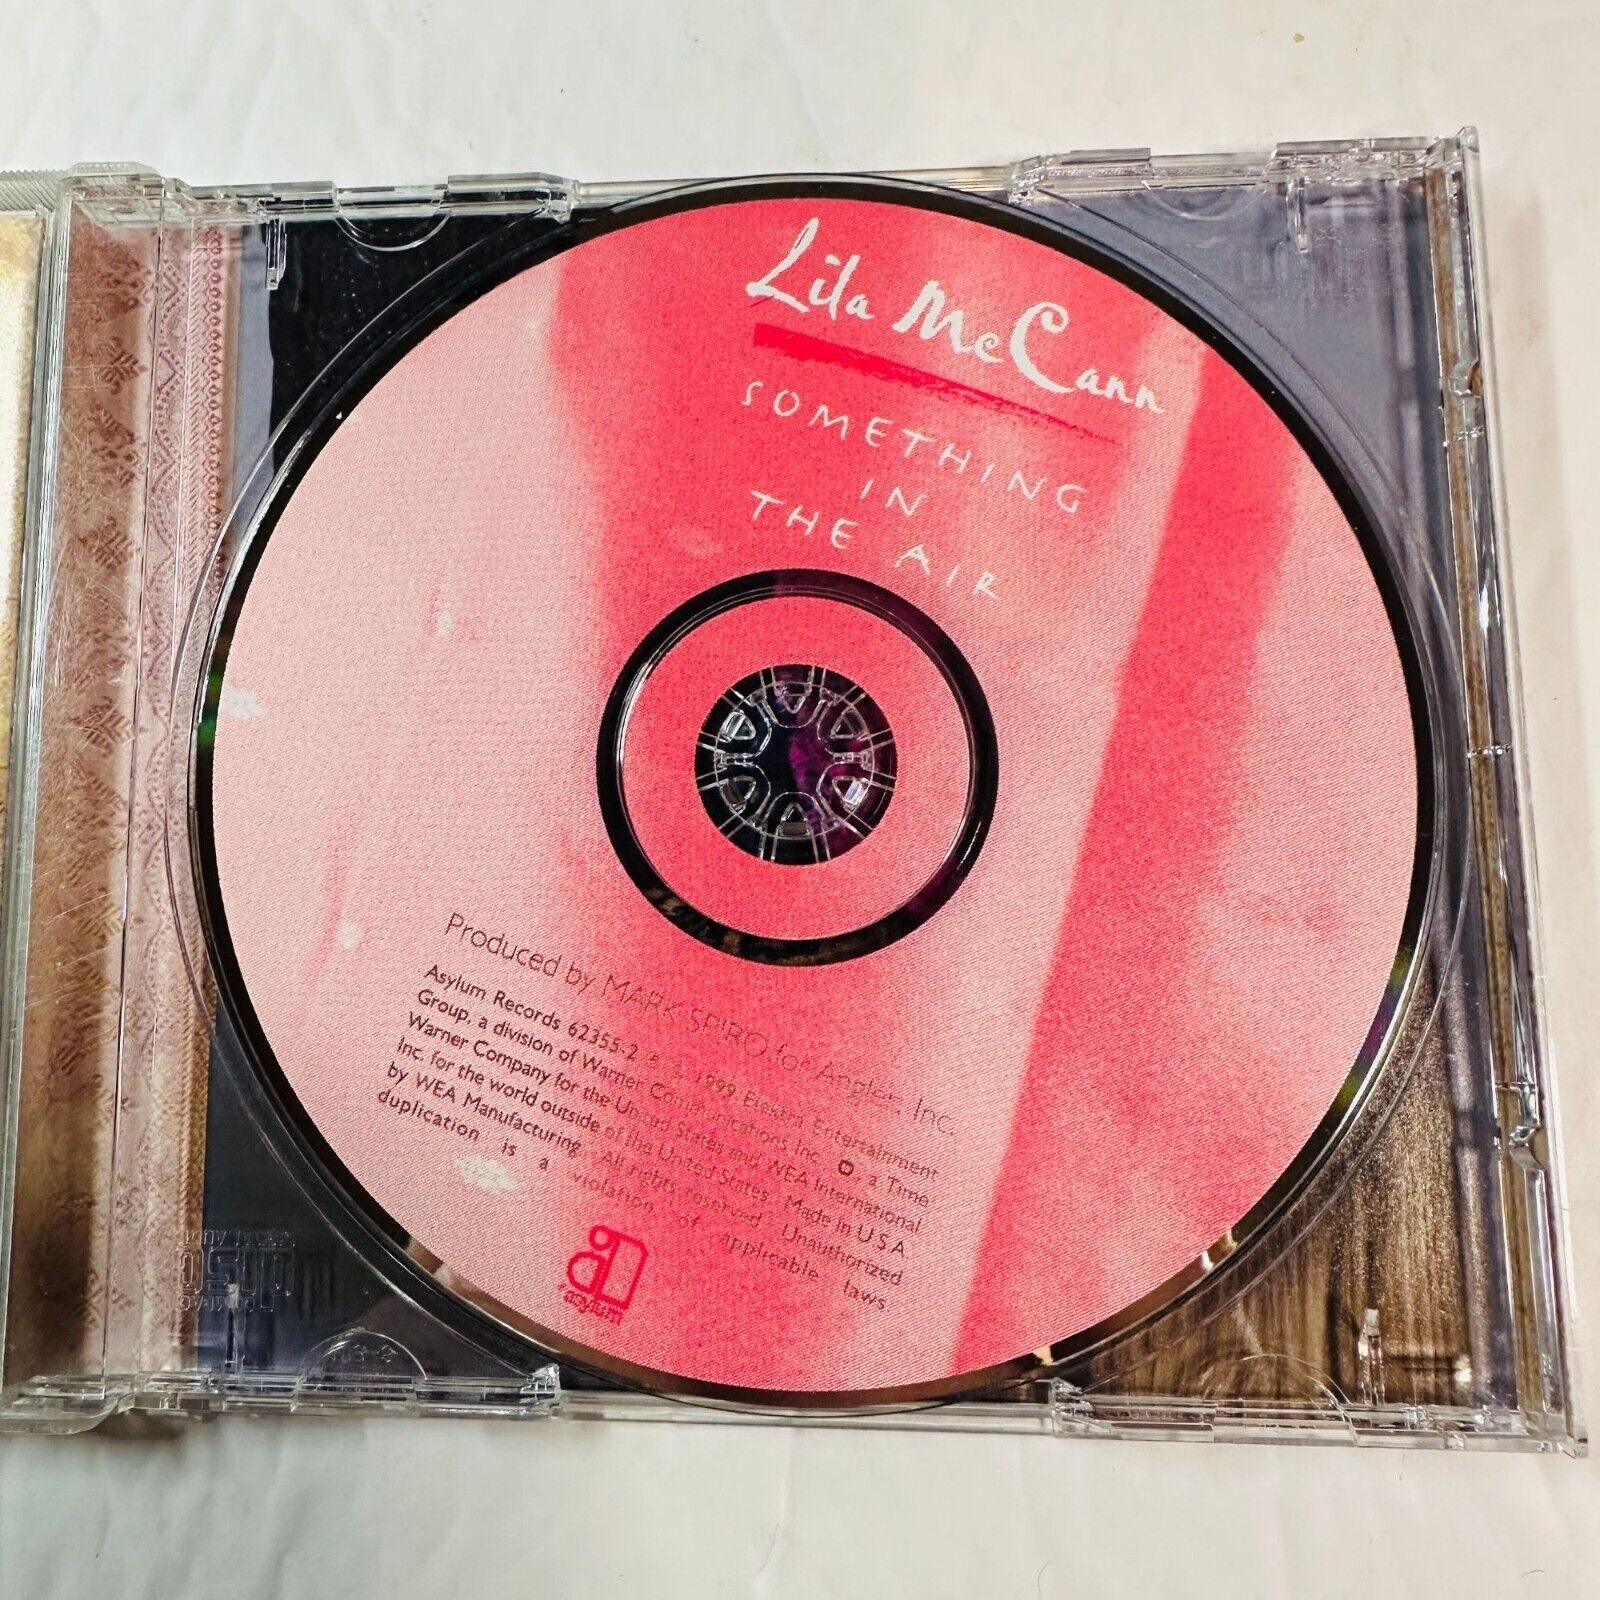 Lila McCann
SOMETHING
IN
THE AIR
Produced by MARK SPIRO for Angler, Inc.
Asylum Records 62355-2 ℗ © 1999 Elektra Entertainment
Group, a division of Warner Communications, Inc. , a Time
Warner Company for the United States and WEA International
Inc. for the world outside of the United States. Made in U.S.A.
by WEA Manufacturing. All rights reserved. Unauthorized
duplication is a violation of applicable laws.
asylum